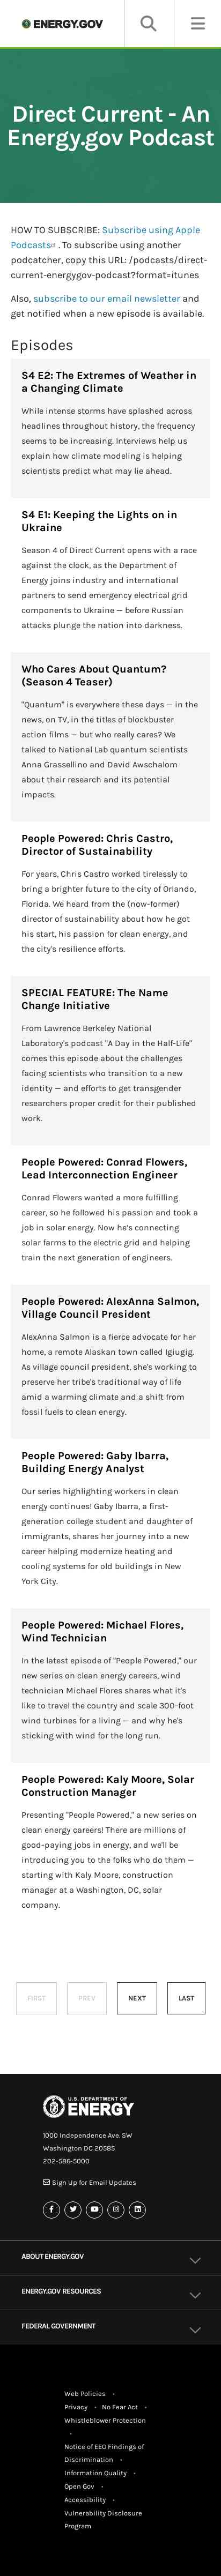 ENERGY.GOV
Direct Current - An
Energy.gov Podcast
HOW TO SUBSCRIBE: Subscribe using Apple
Podcasts . To subscribe using another
podcatcher, copy this URL: /podcasts/direct-
current-energygov-podcast?format=itunes
Also, subscribe to our email newsletter and
get notified when a new episode is available.
Episodes
S4 E2: The Extremes of Weather in
a Changing Climate
While intense storms have splashed across
headlines throughout history, the frequency
seems to be increasing. Interviews help us
explain how climate modeling is helping
scientists predict what may lie ahead.
S4 E1: Keeping the Lights on in
Ukraine
Season 4 of Direct Current opens with a race
against the clock, as the Department of
Energy joins industry and international
partners to send emergency electrical grid
components to Ukraine — before Russian
attacks plunge the nation into darkness.
Who Cares About Quantum?
(Season 4 Teaser)
"Quantum" is everywhere these days — in the
news, on TV, in the titles of blockbuster
action films — but who really cares? We
talked to National Lab quantum scientists
Anna Grassellino and David Awschalom
about their research and its potential
impacts.
People Powered: Chris Castro,
Director of Sustainability
For years, Chris Castro worked tirelessly to
bring a brighter future to the city of Orlando,
Florida. We heard from the (now-former)
director of sustainability about how he got
his start, his passion for clean energy, and
the city's resilience efforts.
SPECIAL FEATURE: The Name
Change Initiative
From Lawrence Berkeley National
Laboratory's podcast "A Day in the Half-Life"
comes this episode about the challenges
facing scientists who transition to a new
identity — and efforts to get transgender
researchers proper credit for their published
work.
People Powered: Conrad Flowers,
Lead Interconnection Engineer
Conrad Flowers wanted a more fulfilling
career, so he followed his passion and took a
job in solar energy. Now he’s connecting
solar farms to the electric grid and helping
train the next generation of engineers.
People Powered: AlexAnna Salmon,
Village Council President
AlexAnna Salmon is a fierce advocate for her
home, a remote Alaskan town called Igiugig.
As village council president, she's working to
preserve her tribe's traditional way of life
amid a warming climate and a shift from
fossil fuels to clean energy.
People Powered: Gaby Ibarra,
Building Energy Analyst
Our series highlighting workers in clean
energy continues! Gaby Ibarra, a first-
generation college student and daughter of
immigrants, shares her journey into a new
career helping modernize heating and
cooling systems for old buildings in New
York City.
People Powered: Michael Flores,
Wind Technician
In the latest episode of "People Powered," our
new series on clean energy careers, wind
technician Michael Flores shares what it's
like to travel the country and scale 300-foot
wind turbines for a living — and why he's
sticking with wind for the long run.
People Powered: Kaly Moore, Solar
Construction Manager
Presenting "People Powered," a new series on
clean energy careers! There are millions of
good-paying jobs in energy, and we'll be
introducing you to the folks who do them —
starting with Kaly Moore, construction
manager at a Washington, DC, solar
company.
FIRST PREV NEXT LAST
U.S. DEPARTMENT OF
ENERGY
1000 Independence Ave. SW
Washington DC 20585
202-586-5000
Sign Up for Email Updates
ABOUT ENERGY.GOV
ENERGY.GOV RESOURCES
FEDERAL GOVERNMENT
Web Policies •
Privacy • No Fear Act •
Whistleblower Protection
•
Notice of EEO Findings of
Discrimination •
Information Quality •
Open Gov •
Accessibility •
Vulnerability Disclosure
Program